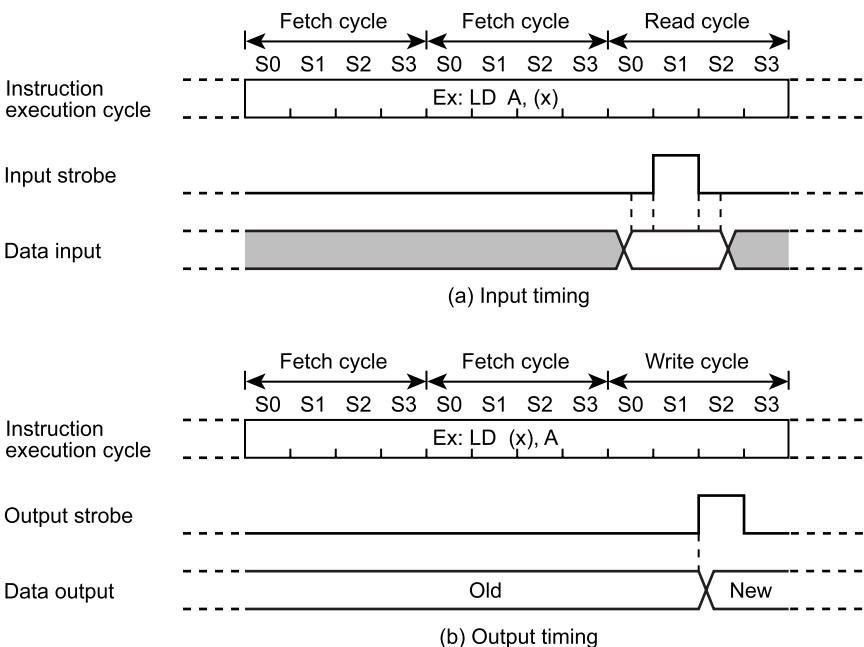 Fetch cycle Fetch cycle Read cycle
S0 S1 S2 S3 S0 S1 S2 S3 S0 S1 S2 S3
Instruction
execution cycle
Ex: LD A, (x)
Input strobe
Data input
(a) Input timing
Fetch cycle Fetch cycle Write cycle
S0 S1 S2 S3 S0 S1 S2 S3 S0 S1 S2 S3
Instruction
execution cycle
Ex: LD (x), A
Output strobe
Data output
Old New
(b) Output timing